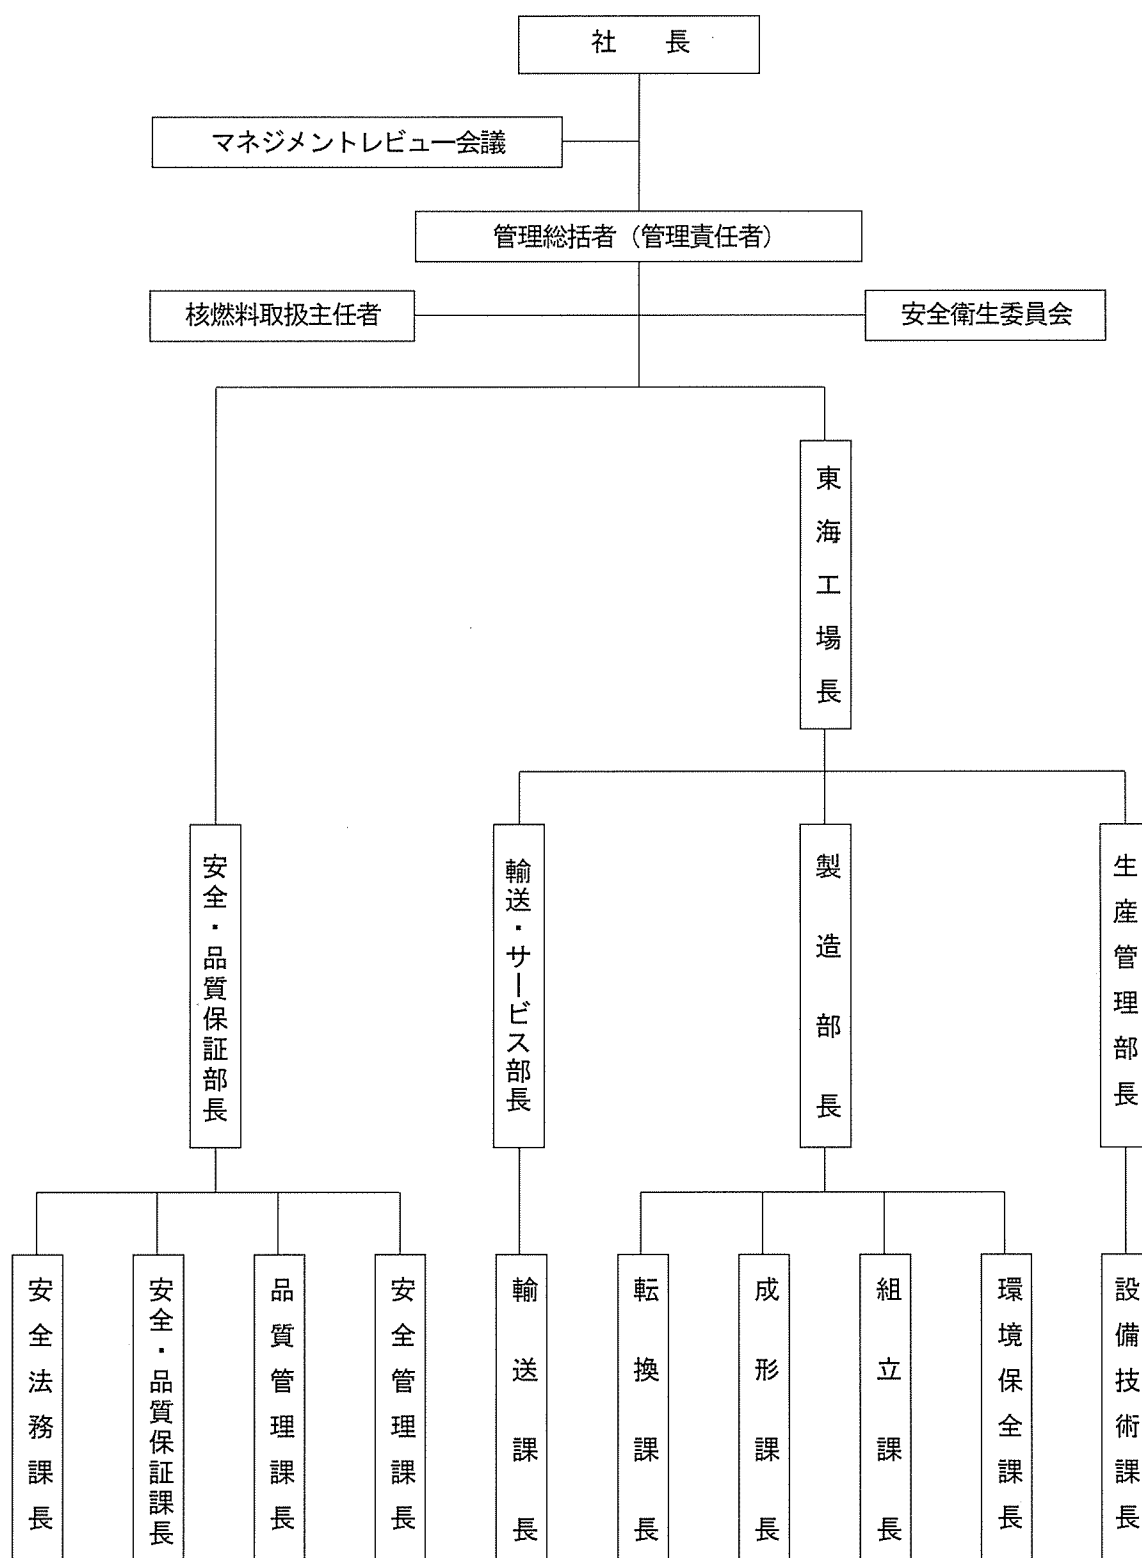 社　長
マネジメントレビュー会議
管理総括者（管理責任者）
核燃料取扱主任者
安全衛生委員会
東海工場長
安全・品質保証部長
輸送・サービス部長
製造部長
生産管理部長
安全法務課長
安全・品質保証課長
品質管理課長
安全管理課長
輸送課長
転換課長
成形課長
組立課長
環境保全課長
設備技術課長